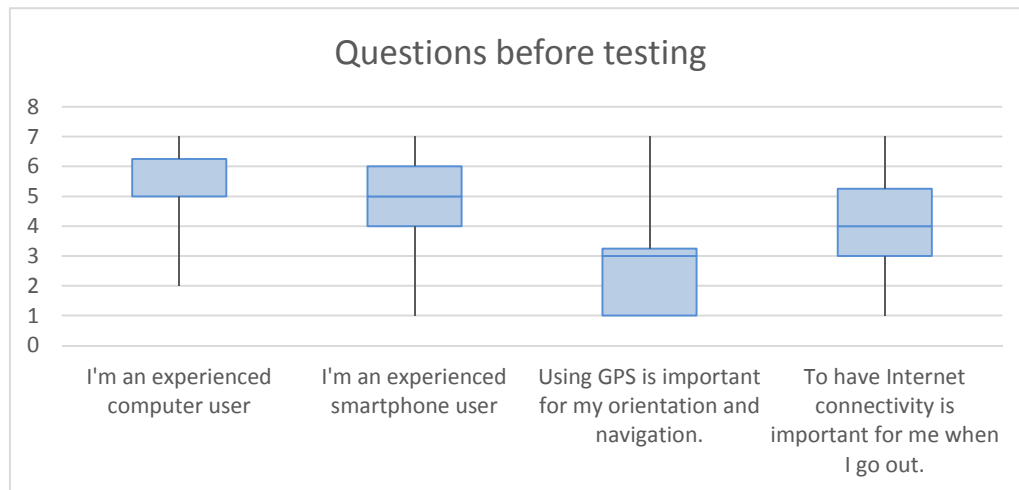 Questions before testing
8
7
6
5
4
3
2
1
0
I'm an experienced
computer user
I'm an experienced
smartphone user
Using GPS is important
for my orientation and
navigation.
To have Internet
connectivity is
important for me when
I go out.